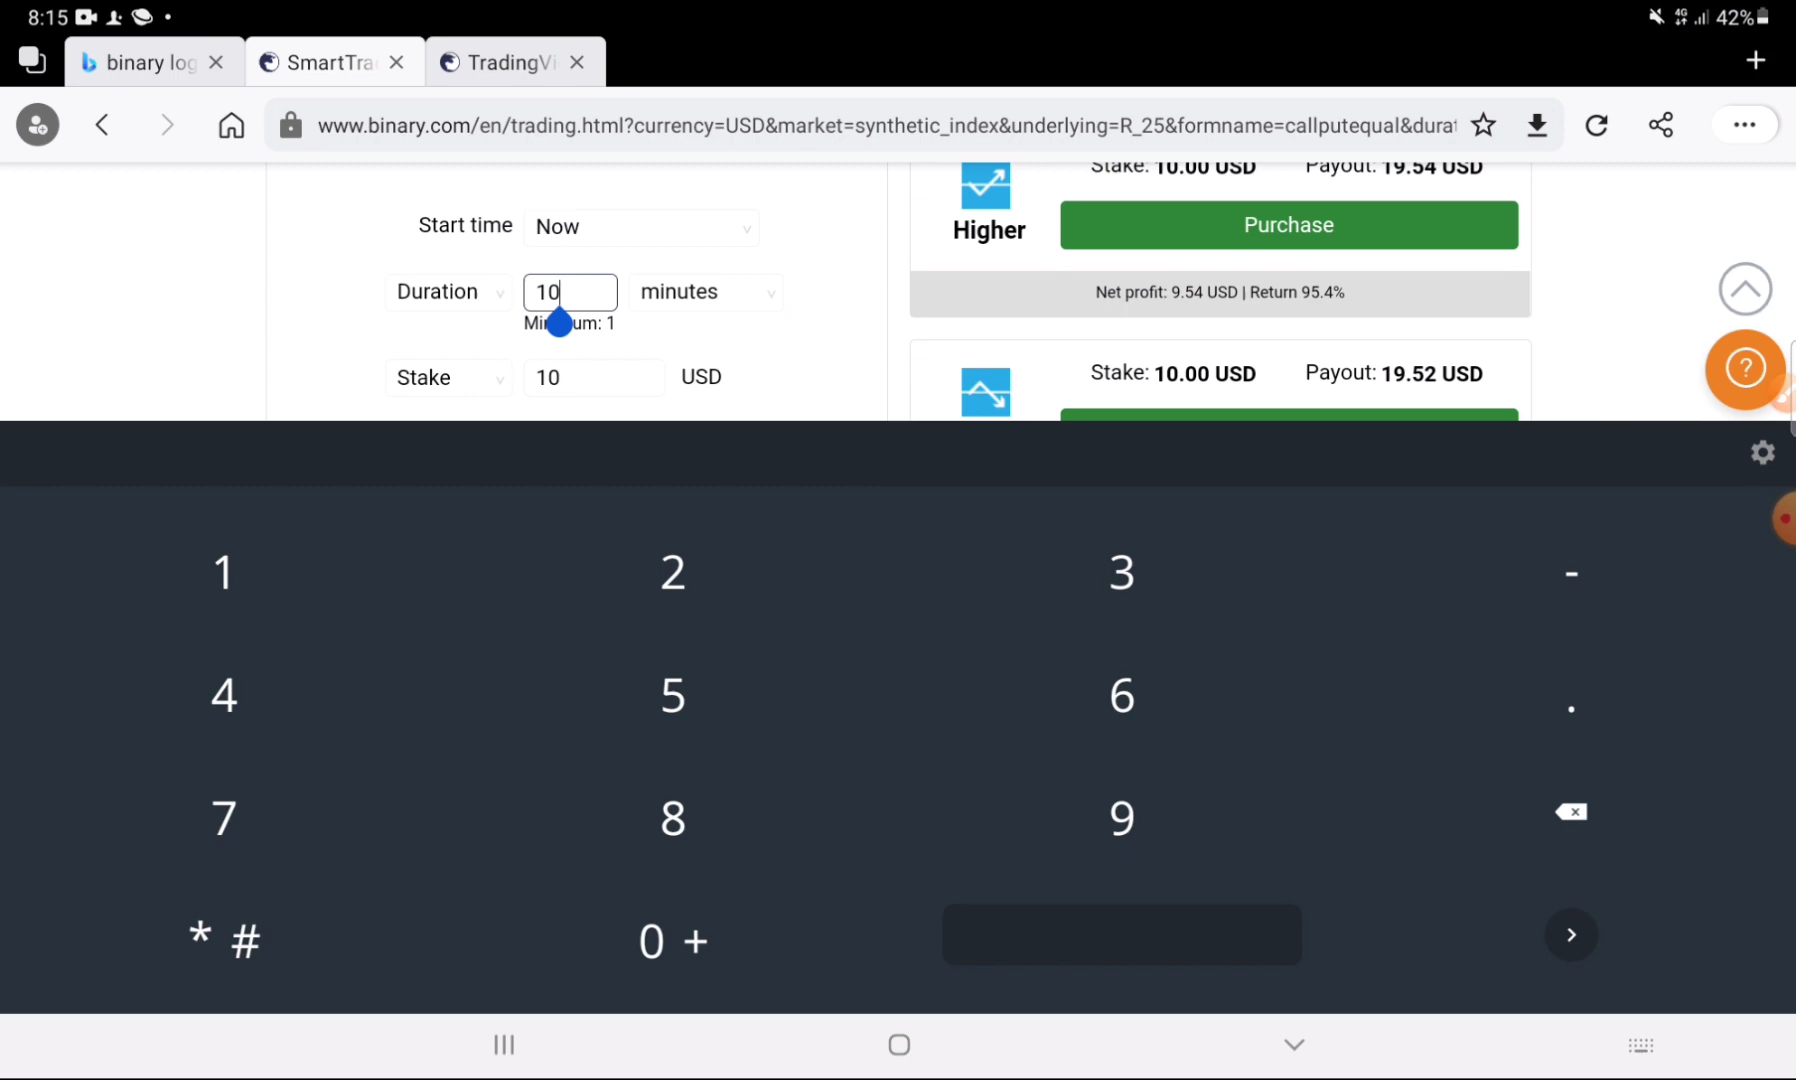 8:15
4G 42%
binary log
SmartTra
TradingVi
www.binary.com/en/trading.html?currency=USD&market=synthetic_index&underlying=R_25&formname=callputequal&durat
Stake: 10.00 USD Payout: 19.54 USD
Start time Now
Higher Purchase
Duration 10 minutes
Net profit: 9.54 USD | Return 95.4%
Stake 10 USD
Stake: 10.00 USD Payout: 19.52 USD
1 2 3 -
4 5 6 .
7 8 9
* # 0 +